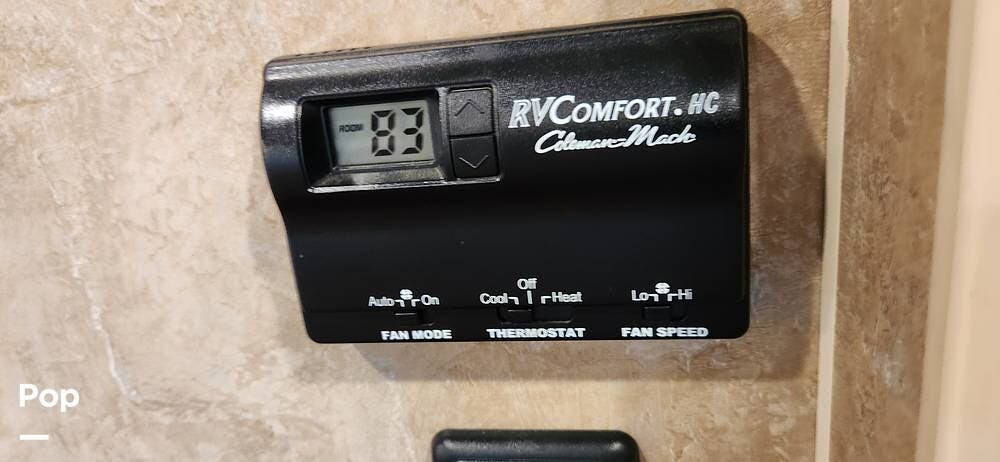 ROOM 83
RVCOMFORT.HC
Coleman-Mach
Off
Auto On Cool Heat Lo Hi
FAN MODE THERMOSTAT FAN SPEED
Pop